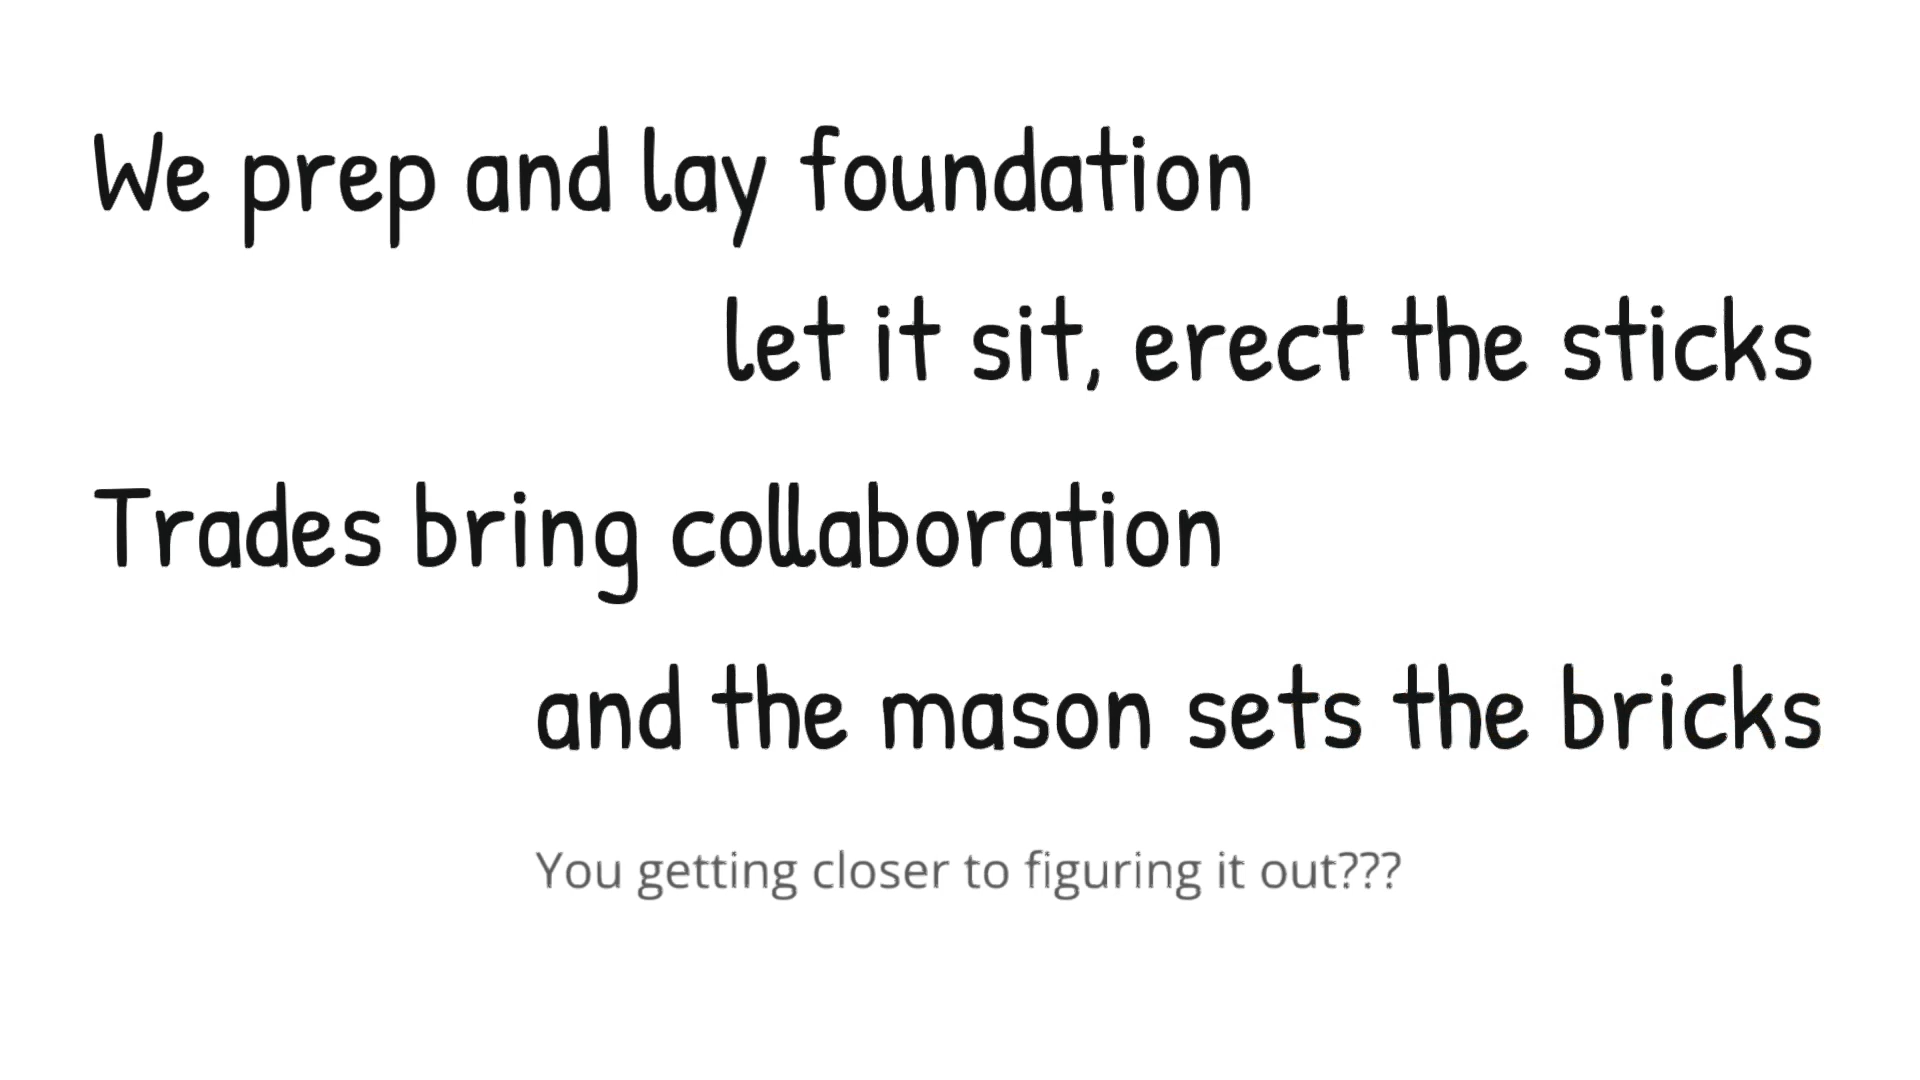 We prep and lay foundation
let it sit, erect the sticks
Trades bring collaboration
and the mason sets the bricks
You getting closer to figuring it out???